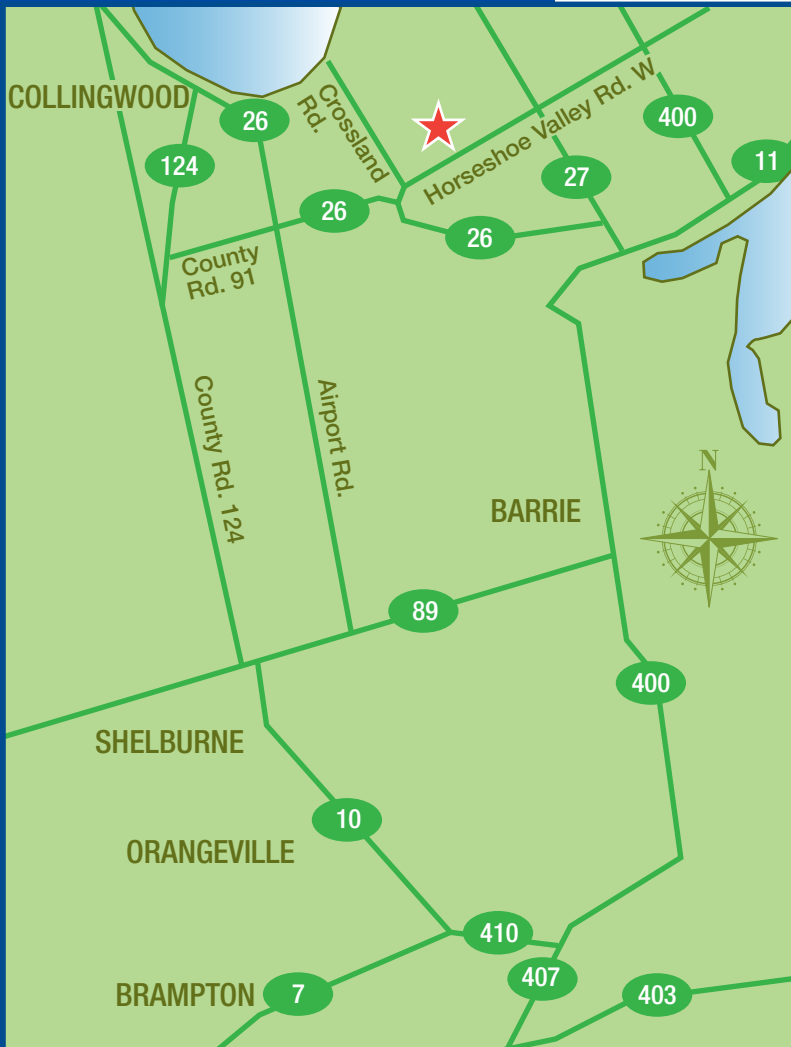 COLLINGWOOD
26
Crossland
Rd.
Horseshoe Valley Rd. W
400
11
124
27
26
26
County
Rd. 91
County Rd. 124
Airport Rd.
N
BARRIE
89
400
SHELBURNE
10
ORANGEVILLE
410
407
403
BRAMPTON
7